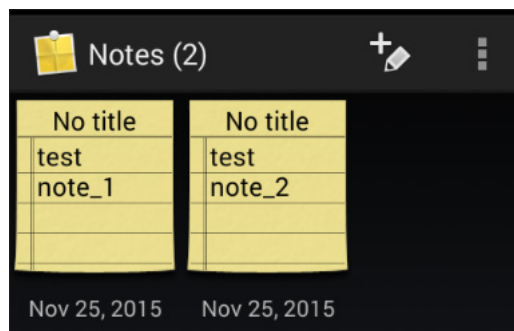 Notes (2)
No title
test
note_1
Nov 25, 2015
No title
test
note_2
Nov 25, 2015